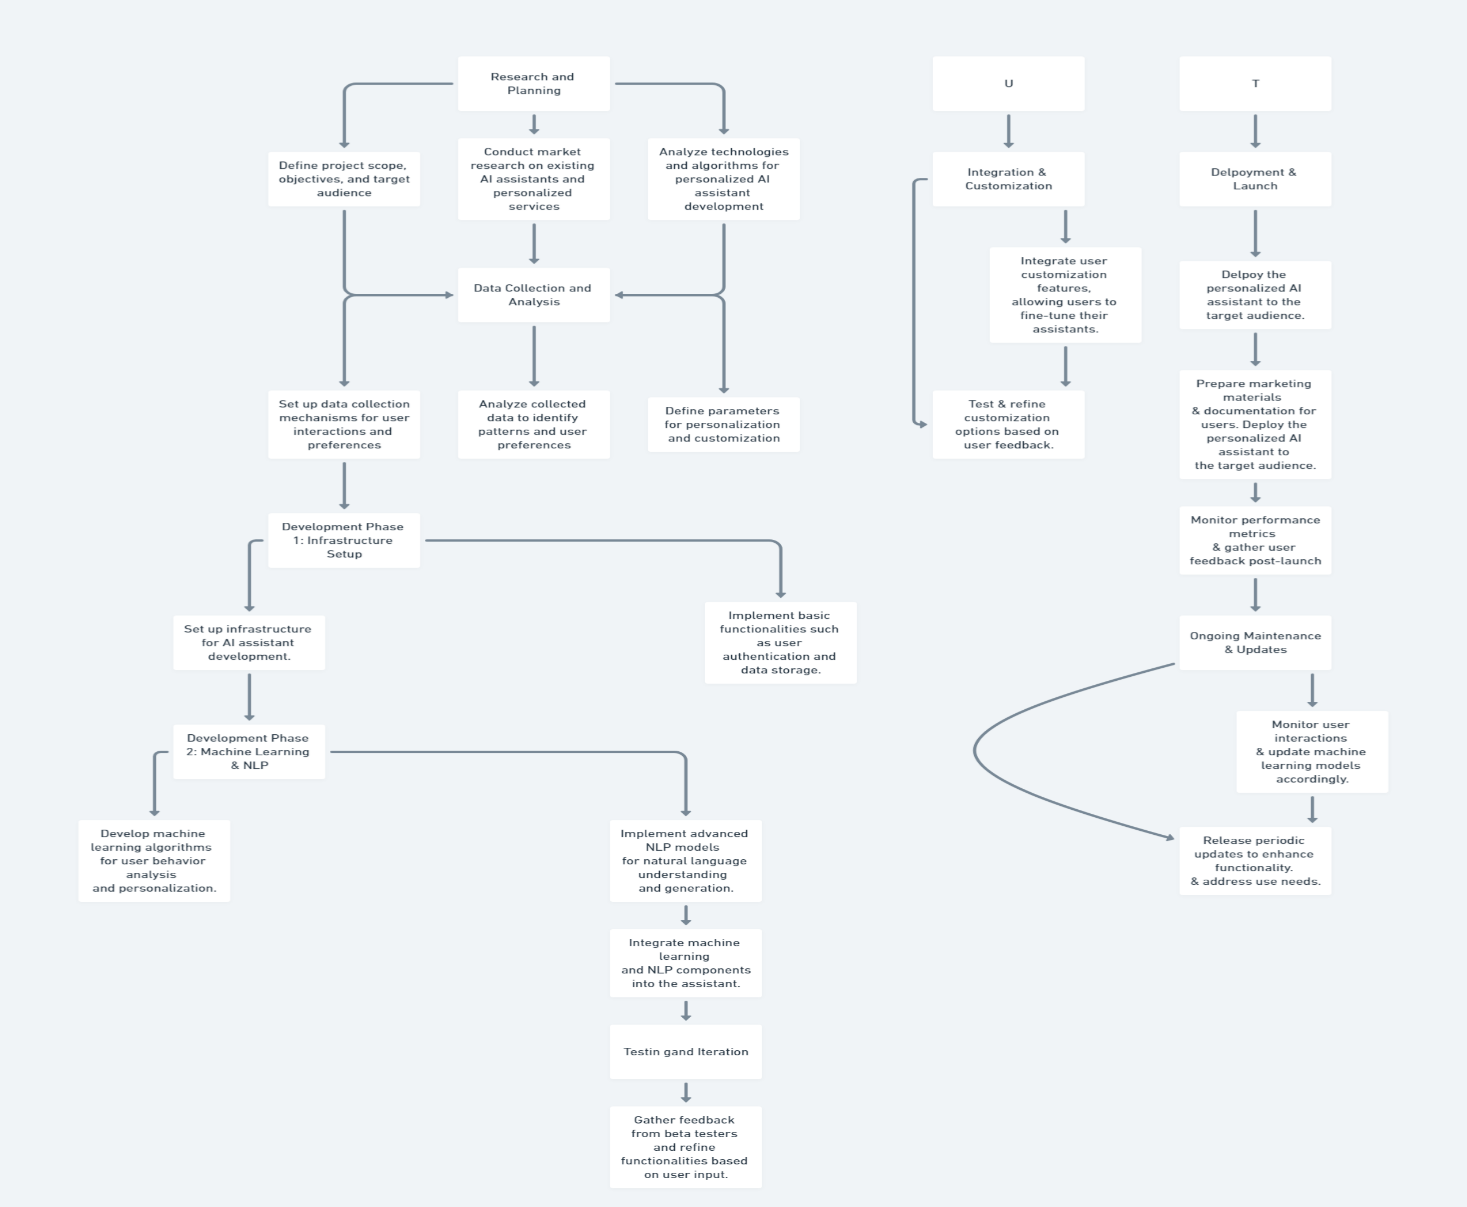 Research and
Planning
Define project scope,
objectives, and target
audience
Conduct market
research on existing
AI assistants and
personalized
services
Analyze technologies
and algorithms for
personalized AI
assistant
development
Data Collection and
Analysis
Set up data collection
mechanisms for user
interactions and
preferences
Analyze collected
data to identify
patterns and user
preferences
Define parameters
for personalization
and customization
Development Phase
1: Infrastructure
Setup
Set up infrastructure
for AI assistant
development.
Implement basic
functionalities such
as user
authentication and
data storage.
Development Phase
2: Machine Learning
& NLP
Develop machine
learning algorithms
for user behavior
analysis
and personalization.
Implement advanced
NLP models
for natural language
understanding
and generation.
Integrate machine
learning
and NLP components
into the assistant.
Testin gand Iteration
Gather feedback
from beta testers
and refine
functionalities based
on user input.
U
Integration &
Customization
Integrate user
customization
features,
allowing users to
fine-tune their
assistants.
Test & refine
customization
options based on
user feedback.
T
Delpoyment &
Launch
Delpoy the
personalized AI
assistant to the
target audience.
Prepare marketing
materials
& documentation for
users. Deploy the
personalized AI
assistant to
the target audience.
Monitor performance
metrics
& gather user
feedback post-launch
Ongoing Maintenance
& Updates
Monitor user
interactions
& update machine
learning models
accordingly.
Release periodic
updates to enhance
functionality.
& address use needs.